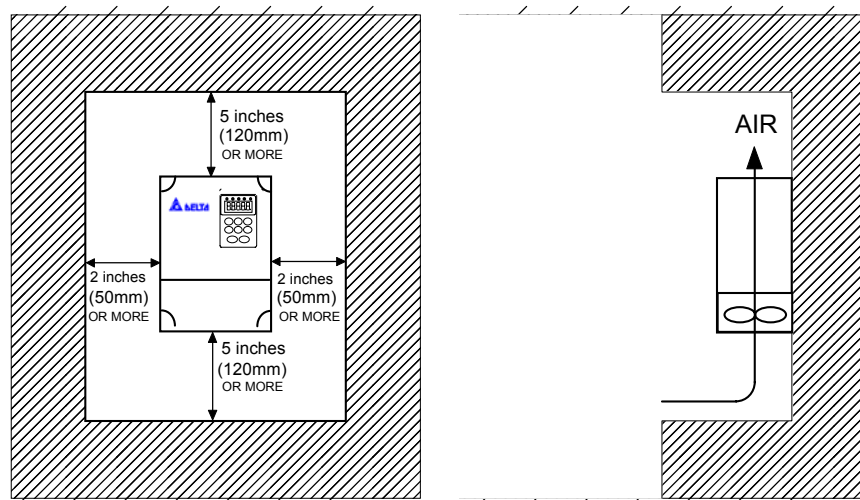 5 inches
(120mm)
OR MORE
DELTA
88888
2 inches
(50mm)
OR MORE
2 inches
(50mm)
OR MORE
5 inches
(120mm)
OR MORE
AIR